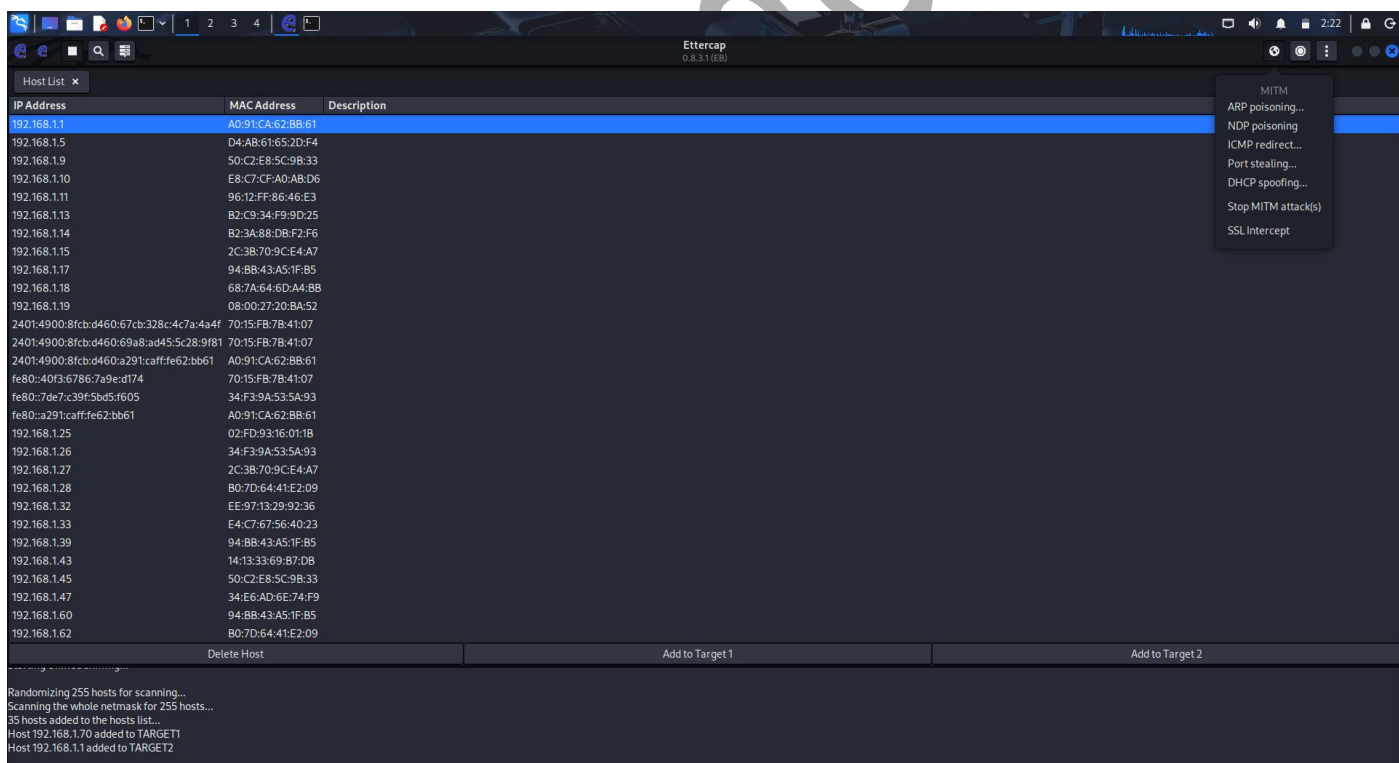 1 2 3 4
2:22
Ettercap
0.8.3.1 (EB)
Host List ×
IP Address MAC Address Description
192.168.1.1 A0:91:CA:62:BB:61
192.168.1.5 D4:AB:61:65:2D:F4
192.168.1.9 50:C2:E8:5C:9B:33
192.168.1.10 E8:C7:CF:A0:AB:D6
192.168.1.11 96:12:FF:86:46:E3
192.168.1.13 B2:C9:34:F9:9D:25
192.168.1.14 B2:3A:88:DB:F2:F6
192.168.1.15 2C:3B:70:9C:E4:A7
192.168.1.17 94:BB:43:A5:1F:B5
192.168.1.18 68:7A:64:6D:A4:BB
192.168.1.19 08:00:27:20:BA:52
2401:4900:8fcb:d460:67cb:328c:4c7a:4a4f 70:15:FB:7B:41:07
2401:4900:8fcb:d460:69a8:ad45:5c28:9f81 70:15:FB:7B:41:07
2401:4900:8fcb:d460:a291:caff:fe62:bb61 A0:91:CA:62:BB:61
fe80::40f3:6786:7a9e:d174 70:15:FB:7B:41:07
fe80::7de7:c39f:5bd5:f605 34:F3:9A:53:5A:93
fe80::a291:caff:fe62:bb61 A0:91:CA:62:BB:61
192.168.1.25 02:FD:93:16:01:1B
192.168.1.26 34:F3:9A:53:5A:93
192.168.1.27 2C:3B:70:9C:E4:A7
192.168.1.28 B0:7D:64:41:E2:09
192.168.1.32 EE:97:13:29:92:36
192.168.1.33 E4:C7:67:56:40:23
192.168.1.39 94:BB:43:A5:1F:B5
192.168.1.43 14:13:33:69:B7:DB
192.168.1.45 50:C2:E8:5C:9B:33
192.168.1.47 34:E6:AD:6E:74:F9
192.168.1.60 94:BB:43:A5:1F:B5
192.168.1.62 B0:7D:64:41:E2:09
MITM
ARP poisoning...
NDP poisoning
ICMP redirect...
Port stealing...
DHCP spoofing...
Stop MITM attack(s)
SSL Intercept
Delete Host Add to Target 1 Add to Target 2
Randomizing 255 hosts for scanning...
Scanning the whole netmask for 255 hosts...
35 hosts added to the hosts list...
Host 192.168.1.70 added to TARGET1
Host 192.168.1.1 added to TARGET2